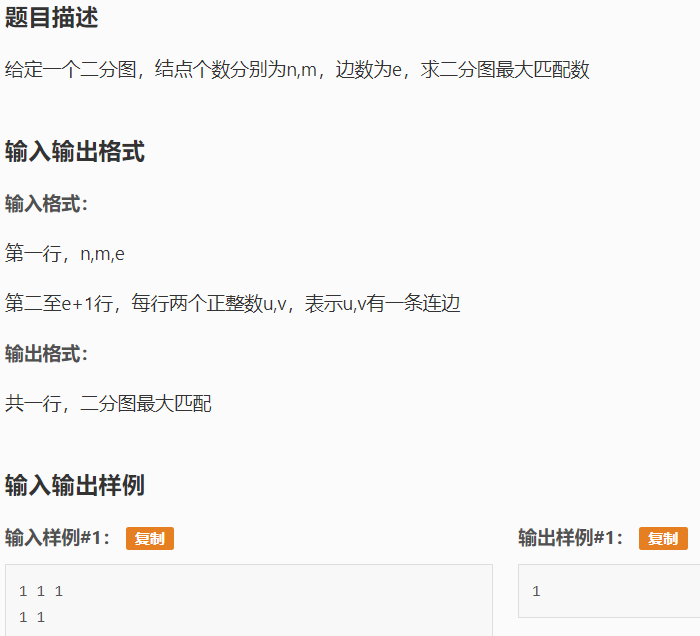 题目描述
给定一个二分图，结点个数分别为n,m，边数为e，求二分图最大匹配数
输入输出格式
输入格式：
第一行，n,m,e
第二至e+1行，每行两个正整数u,v，表示u,v有一条连边
输出格式：
共一行，二分图最大匹配
输入输出样例
输入样例#1： 复制
1 1 1
1 1
输出样例#1： 复制
1